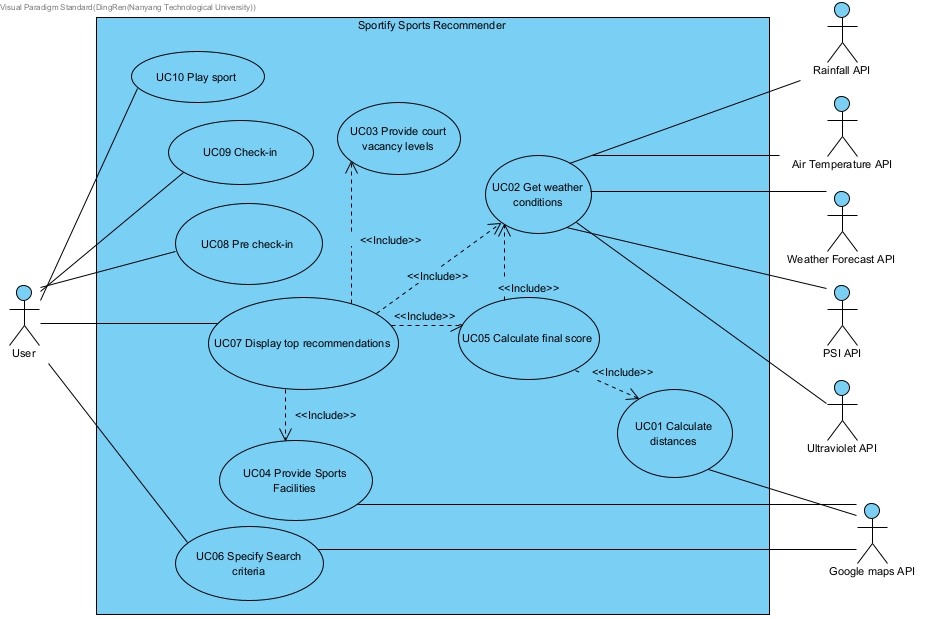 Visual Paradigm Standard(DingRen(Nanyang Technological University))
Sportify Sports Recommender
Rainfall API
UC10 Play sport
UC03 Provide court
vacancy levels
UC09 Check-in
Air Temperature API
UC02 Get weather
conditions
UC08 Pre check-in
<<Include>>
Weather Forecast API
<<Include>>
<<Include>>
<<Include>>
User
UC07 Display top recommendations
UC05 Calculate final score
PSI API
<<Include>>
<<Include>>
UC01 Calculate
distances
Ultraviolet API
UC04 Provide Sports
Facilities
UC06 Specify Search
criteria
Google maps API